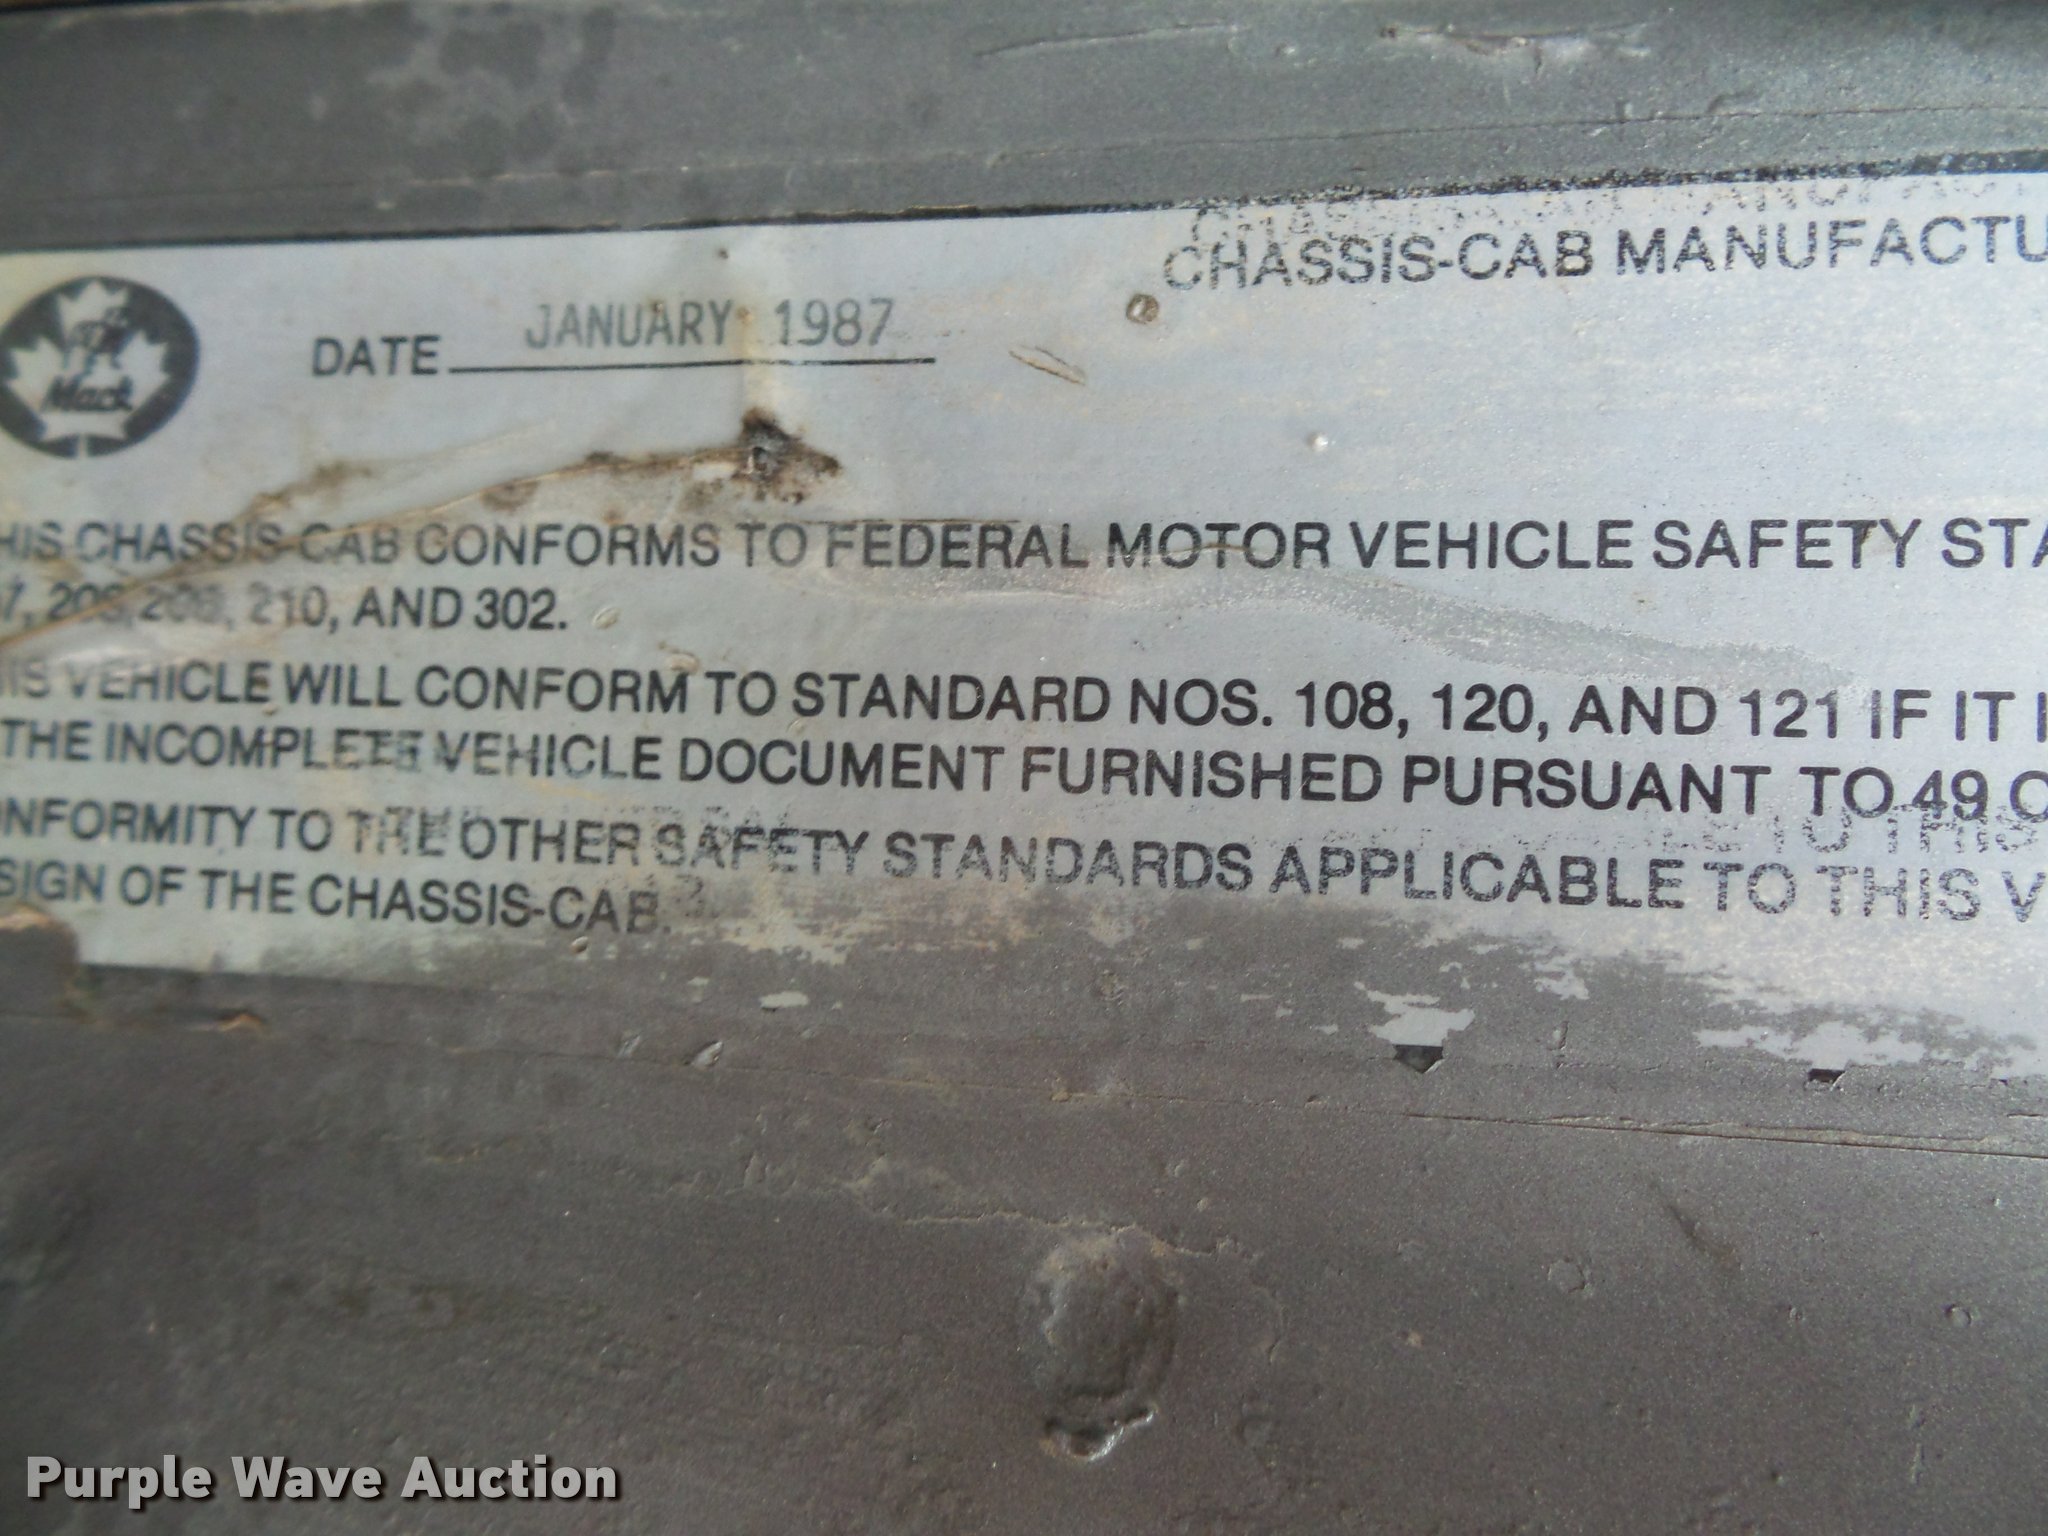 CHASSIS-CAB MANUFACTU
Mack
DATE JANUARY 1987
HIS CHASSIS-CAB CONFORMS TO FEDERAL MOTOR VEHICLE SAFETY STA
210, AND 302.
IS VEHICLE WILL CONFORM TO STANDARD NOS. 108, 120, AND 121 IF IT I
THE INCOMPLETE VEHICLE DOCUMENT FURNISHED PURSUANT TO 49 C
ONFORMITY TO THE OTHER SAFETY STANDARDS APPLICABLE TO THIS V
SIGN OF THE CHASSIS-CAB.
Purple Wave Auction